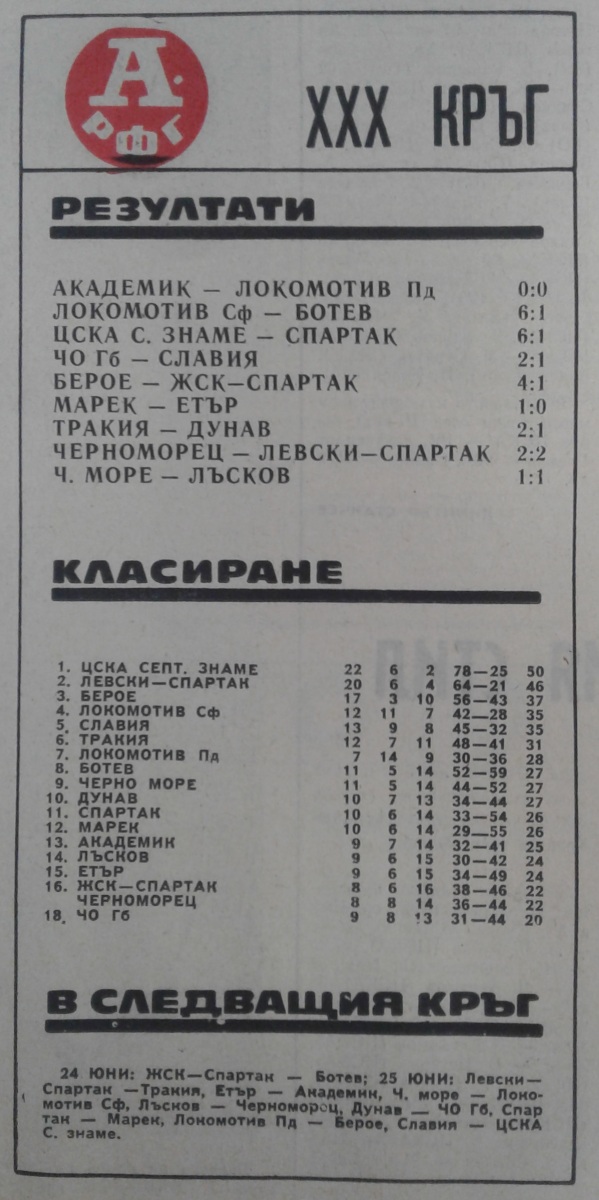 А
РФГ
XXX КРЪГ
РЕЗУЛТАТИ
АКАДЕМИК — ЛОКОМОТИВ Пд 0:0
ЛОКОМОТИВ Сф — БОТЕВ 6:1
ЦСКА С. ЗНАМЕ — СПАРТАК 6:1
ЧО Гб — СЛАВИЯ 2:1
БЕРОЕ — ЖСК—СПАРТАК 4:1
МАРЕК — ЕТЪР 1:0
ТРАКИЯ — ДУНАВ 2:1
ЧЕРНОМОРЕЦ — ЛЕВСКИ—СПАРТАК 2:2
Ч. МОРЕ — ЛЪСКОВ 1:1
КЛАСИРАНЕ
1. ЦСКА СЕПТ. ЗНАМЕ 22 6 2 78—25 50
2. ЛЕВСКИ—СПАРТАК 20 6 4 64—21 46
3. БЕРОЕ 17 3 10 56—43 37
4. ЛОКОМОТИВ Сф 12 11 7 42—28 35
5. СЛАВИЯ 13 9 8 45—32 35
6. ТРАКИЯ 12 7 11 48—41 31
7. ЛОКОМОТИВ Пд 7 14 9 30—36 28
8. БОТЕВ 11 5 14 52—59 27
9. ЧЕРНО МОРЕ 11 5 14 44—52 27
10. ДУНАВ 10 7 13 34—44 27
11. СПАРТАК 10 6 14 33—54 26
12. МАРЕК 10 6 14 29—55 26
13. АКАДЕМИК 9 7 14 32—41 25
14. ЛЪСКОВ 9 6 15 30—42 24
15. ЕТЪР 9 6 15 34—49 24
16. ЖСК—СПАРТАК 8 6 16 38—46 22
ЧЕРНОМОРЕЦ 8 8 14 36—44 22
18. ЧО Гб 9 8 13 31—44 20
В СЛЕДВАЩИЯ КРЪГ
24 ЮНИ: ЖСК—Спартак — Ботев; 25 ЮНИ: Левски—
Спартак —Тракия, Етър — Академик, Ч. море — Локо-
мотив Сф, Лъсков — Черноморец, Дунав — ЧО Гб, Спар
так — Марек, Локомотив Пд — Берое, Славия — ЦСКА
С. знаме.